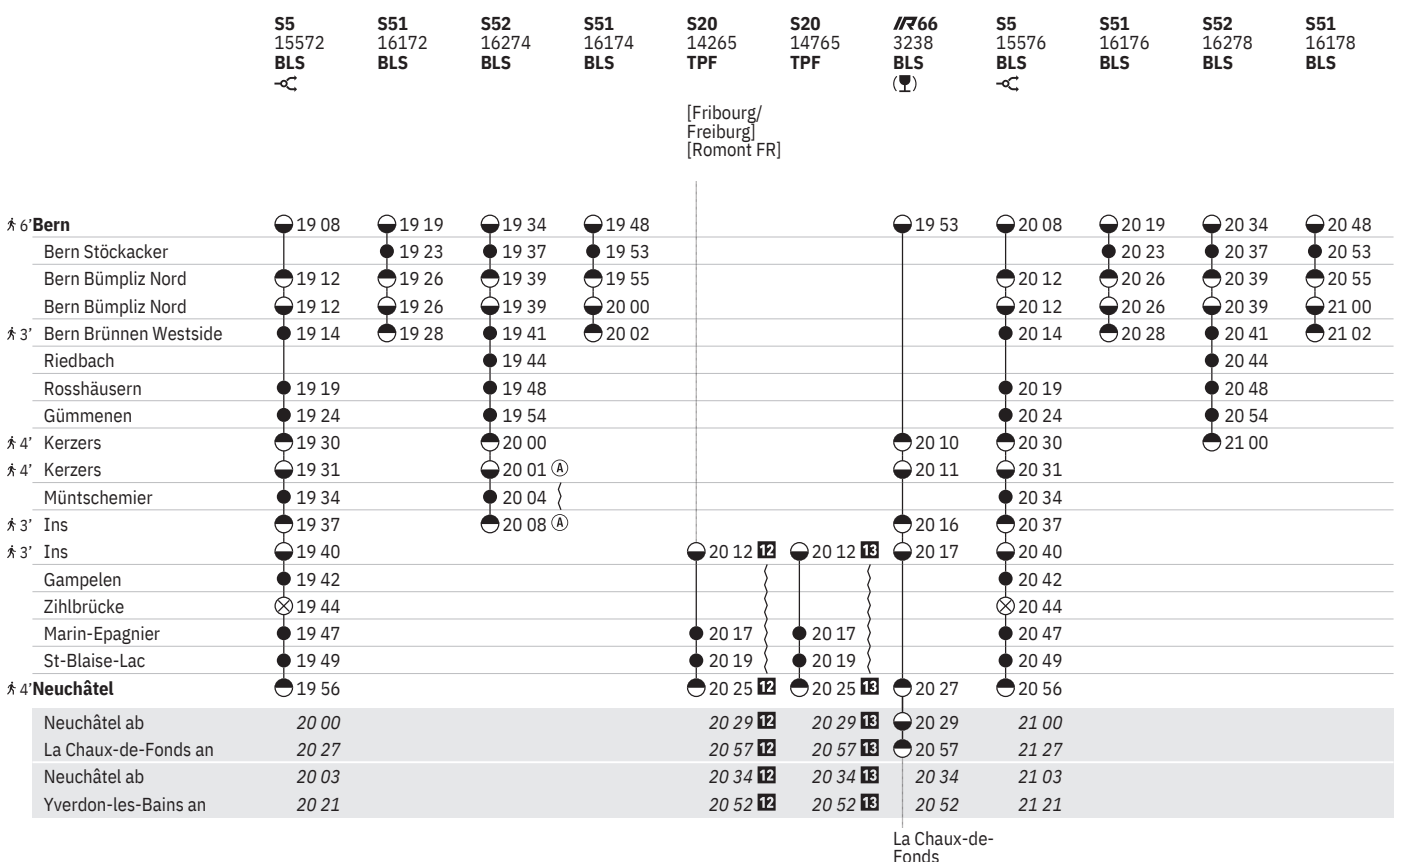 S5 S51 S52 S51 S20 S20 IR66 S5 S51 S52 S51
15572 16172 16274 16174 14265 14765 3238 15576 16176 16278 16178
BLS BLS BLS BLS TPF TPF BLS BLS BLS BLS BLS
[Fribourg/
Freiburg]
[Romont FR]
6' Bern 19 08 19 19 19 34 19 48 19 53 20 08 20 19 20 34 20 48
Bern Stöckacker 19 23 19 37 19 53 20 23 20 37 20 53
Bern Bümpliz Nord 19 12 19 26 19 39 19 55 20 12 20 26 20 39 20 55
Bern Bümpliz Nord 19 12 19 26 19 39 20 00 20 12 20 26 20 39 21 00
3' Bern Brünnen Westside 19 14 19 28 19 41 20 02 20 14 20 28 20 41 21 02
Riedbach 19 44 20 44
Rosshäusern 19 19 19 48 20 19 20 48
Gümmenen 19 24 19 54 20 24 20 54
4' Kerzers 19 30 20 00 20 10 20 30 21 00
4' Kerzers 19 31 20 01 A 20 11 20 31
Müntschemier 19 34 20 04 20 34
3' Ins 19 37 20 08 A 20 16 20 37
3' Ins 19 40 20 12 12 20 12 13 20 17 20 40
Gampelen 19 42 20 42
Zihlbrücke 19 44 20 44
Marin-Epagnier 19 47 20 17 20 17 20 47
St-Blaise-Lac 19 49 20 19 20 19 20 49
4' Neuchâtel 19 56 20 25 12 20 25 13 20 27 20 56
Neuchâtel ab 20 00 20 29 12 20 29 13 20 29 21 00
La Chaux-de-Fonds an 20 27 20 57 12 20 57 13 20 57 21 27
Neuchâtel ab 20 03 20 34 12 20 34 13 20 34 21 03
Yverdon-les-Bains an 20 21 20 52 12 20 52 13 20 52 21 21
La Chaux-de-
Fonds